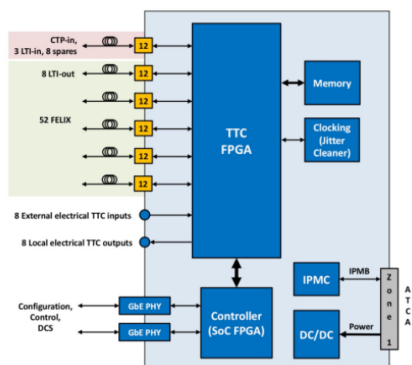 CTP-in,
3 LTI-in, 8 spares
12
8 LTI-out
12
12
52 FELIX
12
12
12
TTC
FPGA
Memory
Clocking
(Jitter
Cleaner)
8 External electrical TTC inputs
8 Local electrical TTC outputs
Configuration,
Control,
DCS
GbE PHY
GbE PHY
Controller
(SoC FPGA)
IPMC
IPMB
DC/DC
Power
Zone 1
ATCA